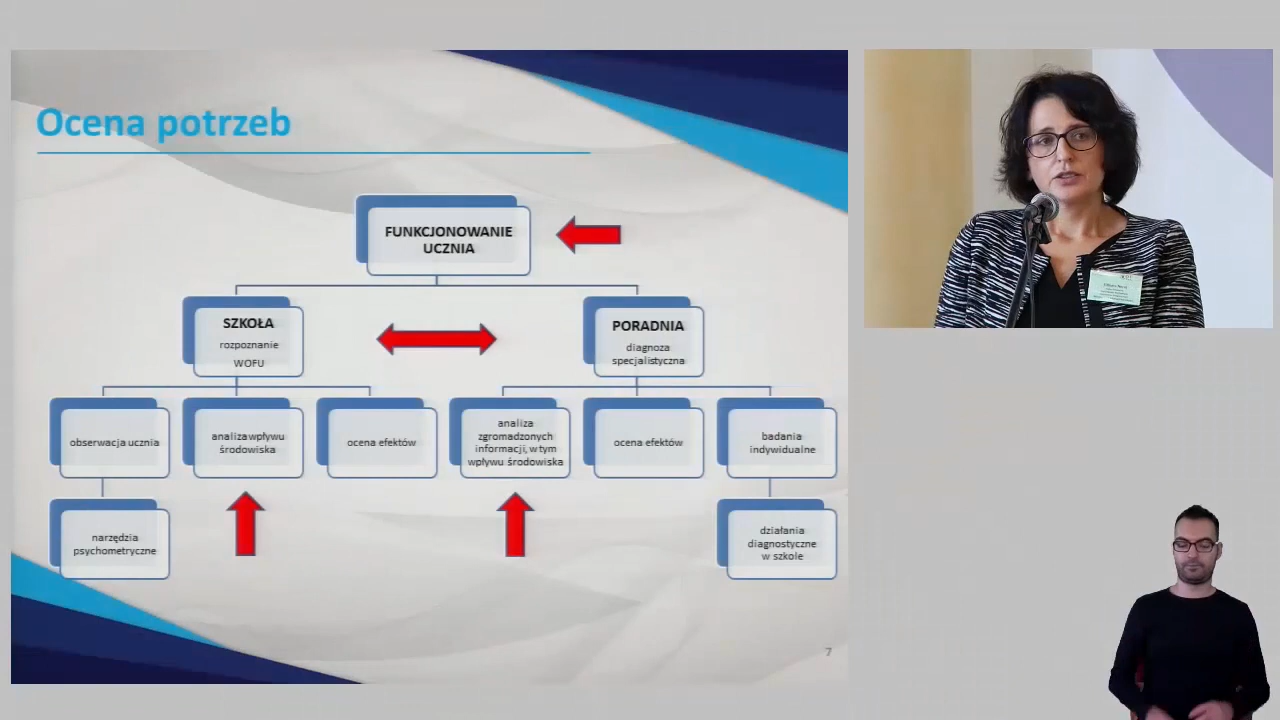 Ocena potrzeb
FUNKCJONOWANIE
UCZNIA
SZKOŁA
rozpoznanie
WOFU
PORADNIA
diagnoza
specjalistyczna
obserwacja ucznia
analiza wpływu
środowiska
ocena efektów
analiza
zgromadzonych
informacji, w tym
wpływu środowiska
ocena efektów
badania
indywidualne
narzędzia
psychometryczne
działania
diagnostyczne
w szkole
7